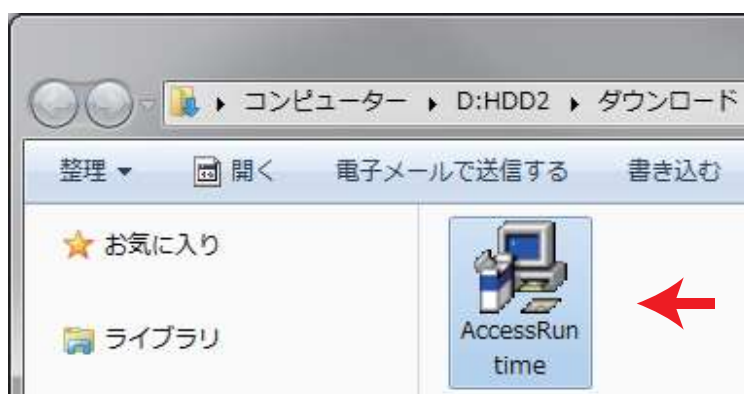 コンピューター ▸ D:HDD2 ▸ ダウンロード
整理 ▼ 開く 電子メールで送信する 書き込む
お気に入り
ライブラリ
AccessRun
time